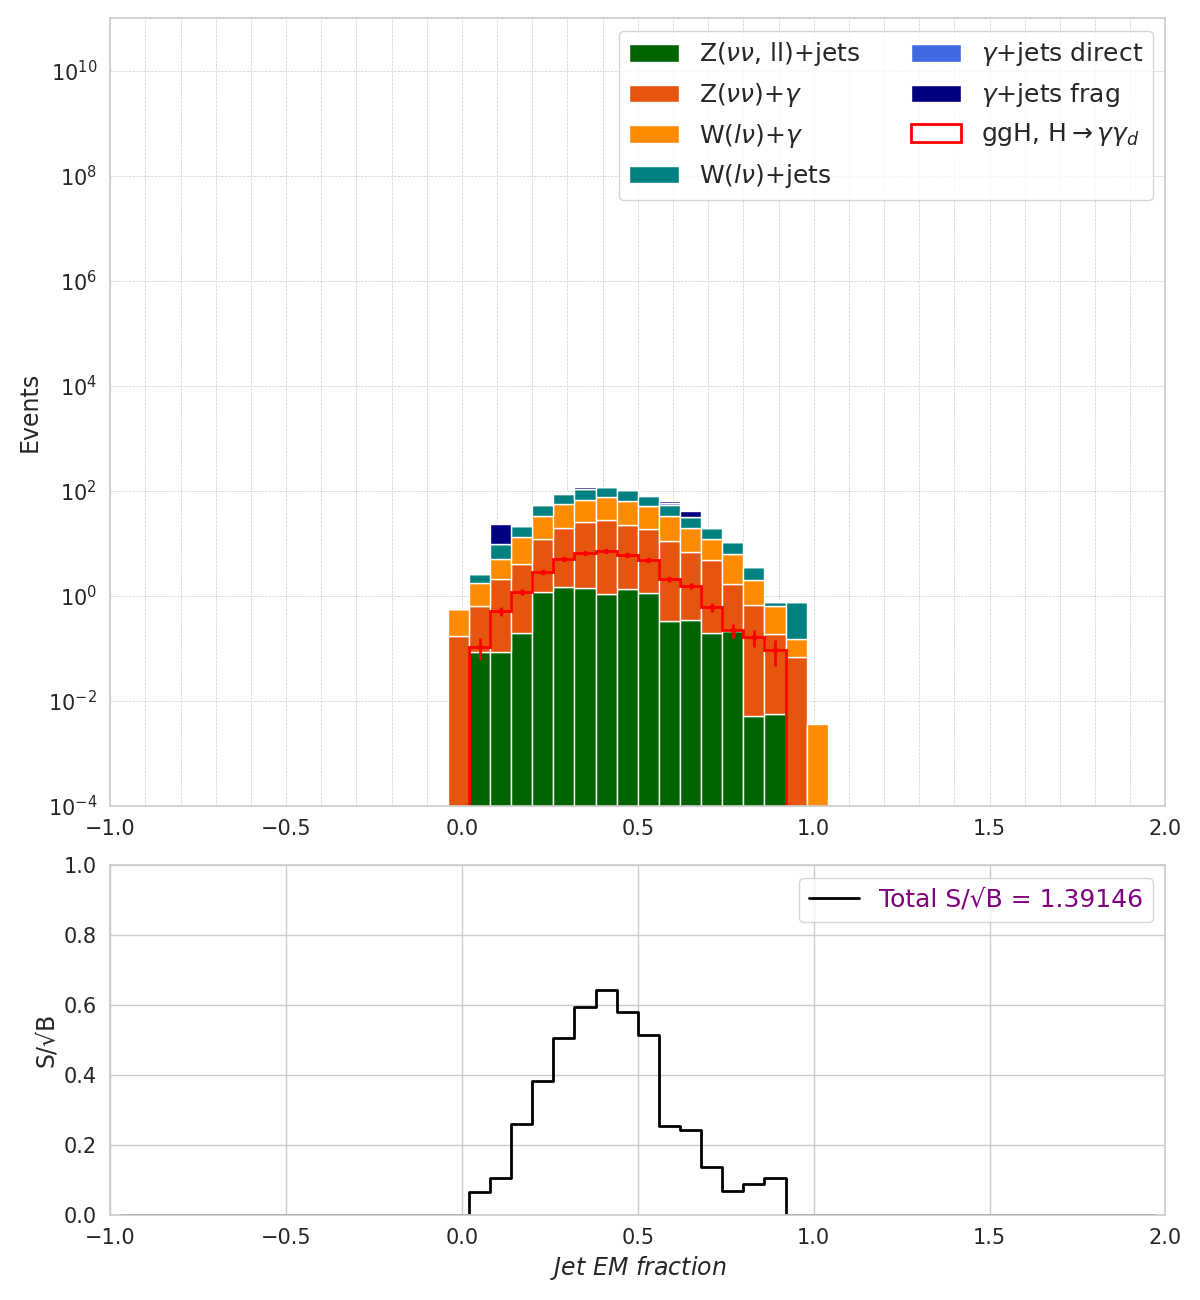 Z(νν, ll)+jets
Z(νν)+γ
W(lν)+γ
W(lν)+jets
γ+jets direct
γ+jets frag
ggH, H→γγ_d
Events
10^10
10^8
10^6
10^4
10^2
10^0
10^−2
10^−4
−1.0 −0.5 0.0 0.5 1.0 1.5 2.0
Total S/√B = 1.39146
S/√B
1.0
0.8
0.6
0.4
0.2
0.0
−1.0 −0.5 0.0 0.5 1.0 1.5 2.0
Jet EM fraction